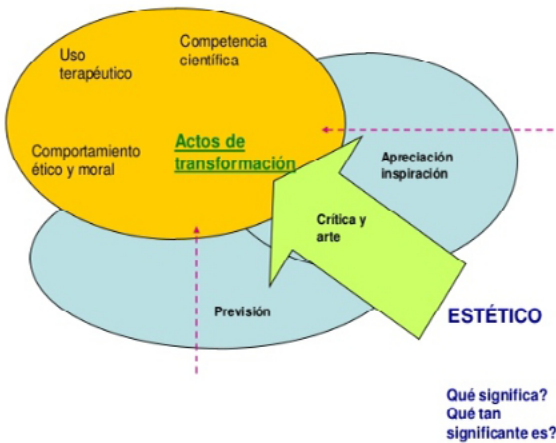 Uso
terapéutico
Competencia
científica
Comportamiento
ético y moral
Actos de
transformación
Apreciación
inspiración
Crítica y
arte
Previsión
ESTÉTICO
Qué significa?
Qué tan
significante es?